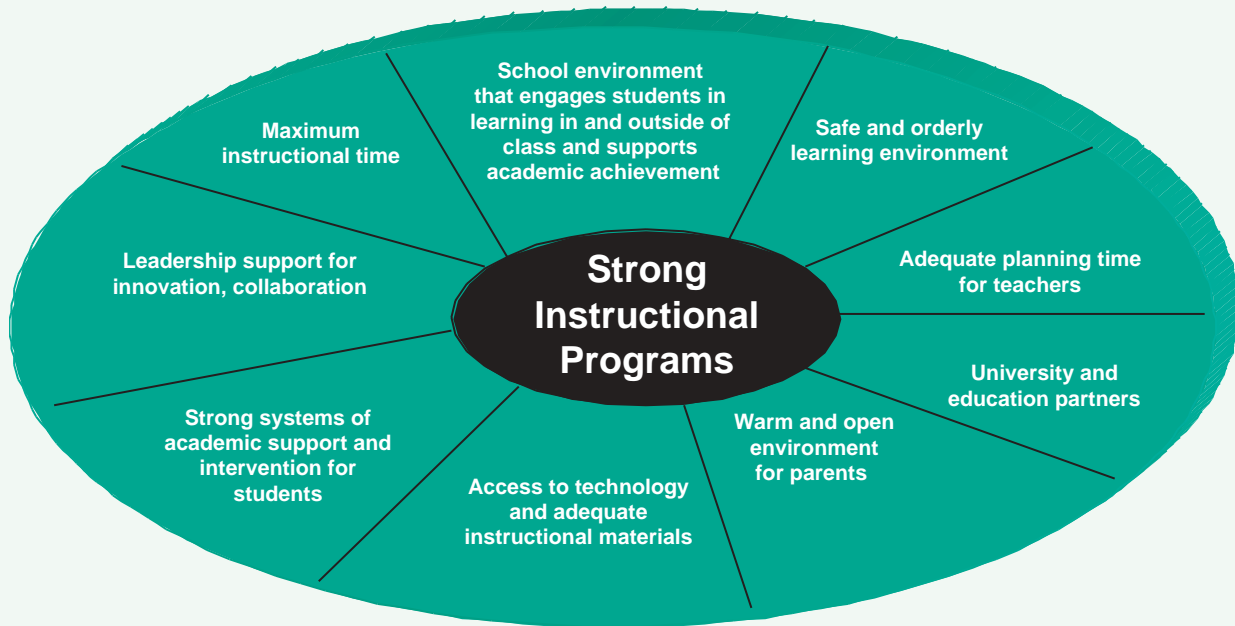 School environment
that engages students in
learning in and outside of
class and supports
academic achievement
Safe and orderly
learning environment
Adequate planning time
for teachers
University and
education partners
Warm and open
environment
for parents
Access to technology
and adequate
instructional materials
Strong systems of
academic support and
intervention for
students
Leadership support for
innovation, collaboration
Maximum
instructional time
Strong
Instructional
Programs